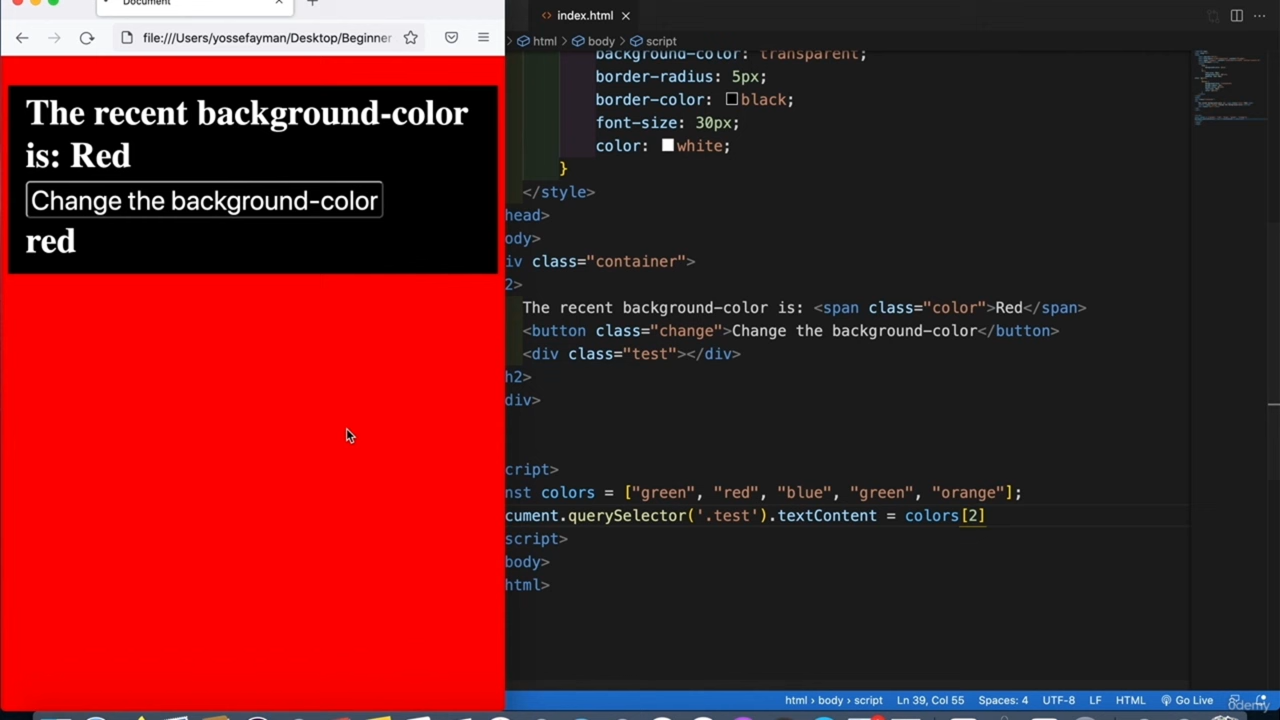 Document
file:///Users/yossefayman/Desktop/Beginner
The recent background-color
is: Red
Change the background-color
red
index.html
html > body > script
background-color: transparent;
border-radius: 5px;
border-color: black;
font-size: 30px;
color: white;
}
</style>
head>
ody>
iv class="container">
2>
The recent background-color is: <span class="color">Red</span>
<button class="change">Change the background-color</button>
<div class="test"></div>
h2>
div>
cript>
nst colors = ["green", "red", "blue", "green", "orange"];
cument.querySelector('.test').textContent = colors[2]
script>
body>
html>
html > body > script
Ln 39, Col 55
Spaces: 4
UTF-8
LF
HTML
Go Live
udemy